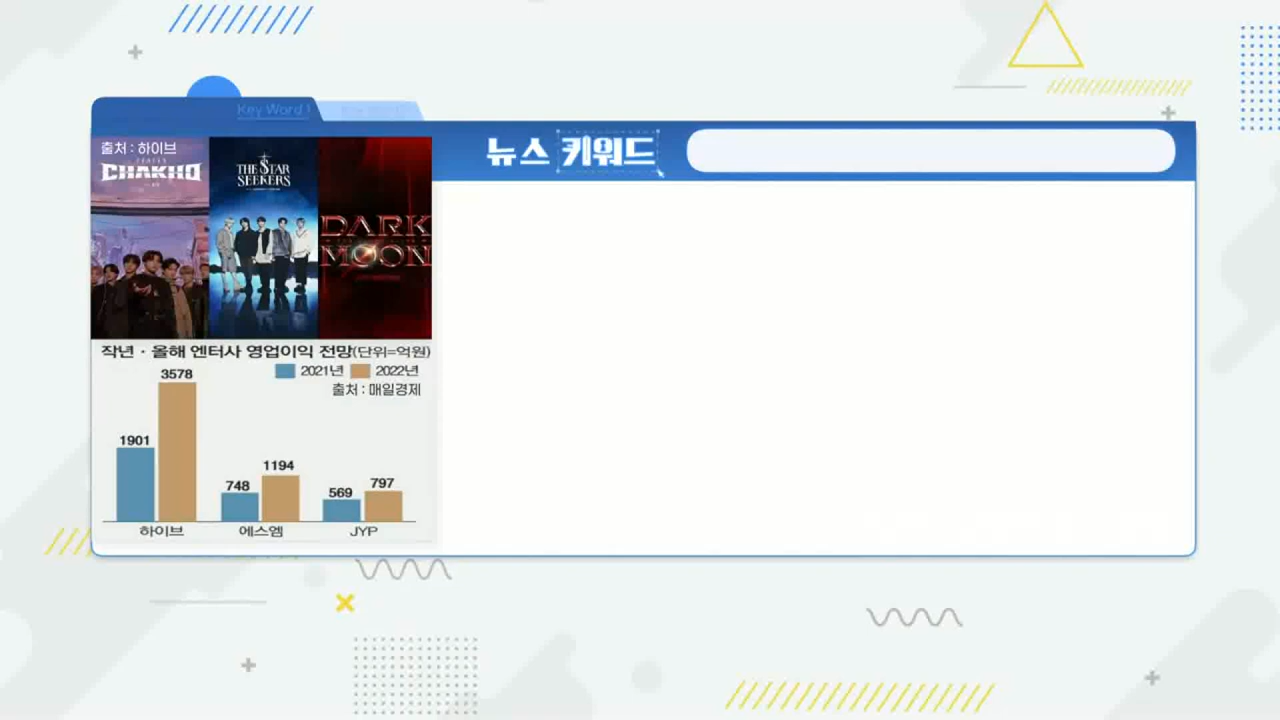 Key Word !
뉴스 키워드
출처 : 하이브
CHAKHO
THE STAR
SEEKERS
DARK
MOON
작년 · 올해 엔터사 영업이익 전망(단위=억원)
2021년 2022년
출처 : 매일경제
3578
1901
1194
748
797
569
하이브 에스엠 JYP